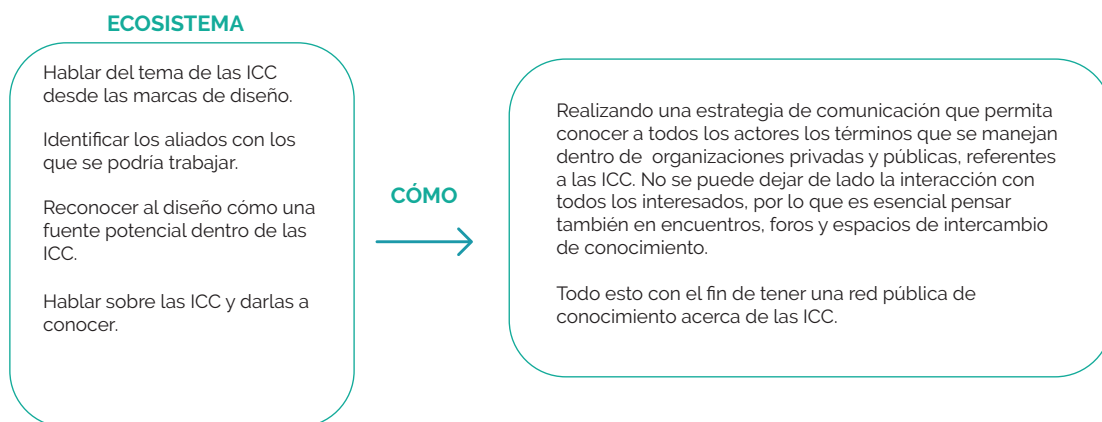 ECOSISTEMA
Hablar del tema de las ICC
desde las marcas de diseño.
Identificar los aliados con los
que se podría trabajar.
Reconocer al diseño cómo una
fuente potencial dentro de las
ICC.
Hablar sobre las ICC y darlas a
conocer.
CÓMO
Realizando una estrategia de comunicación que permita
conocer a todos los actores los términos que se manejan
dentro de organizaciones privadas y públicas, referentes
a las ICC. No se puede dejar de lado la interacción con
todos los interesados, por lo que es esencial pensar
también en encuentros, foros y espacios de intercambio
de conocimiento.
Todo esto con el fin de tener una red pública de
conocimiento acerca de las ICC.